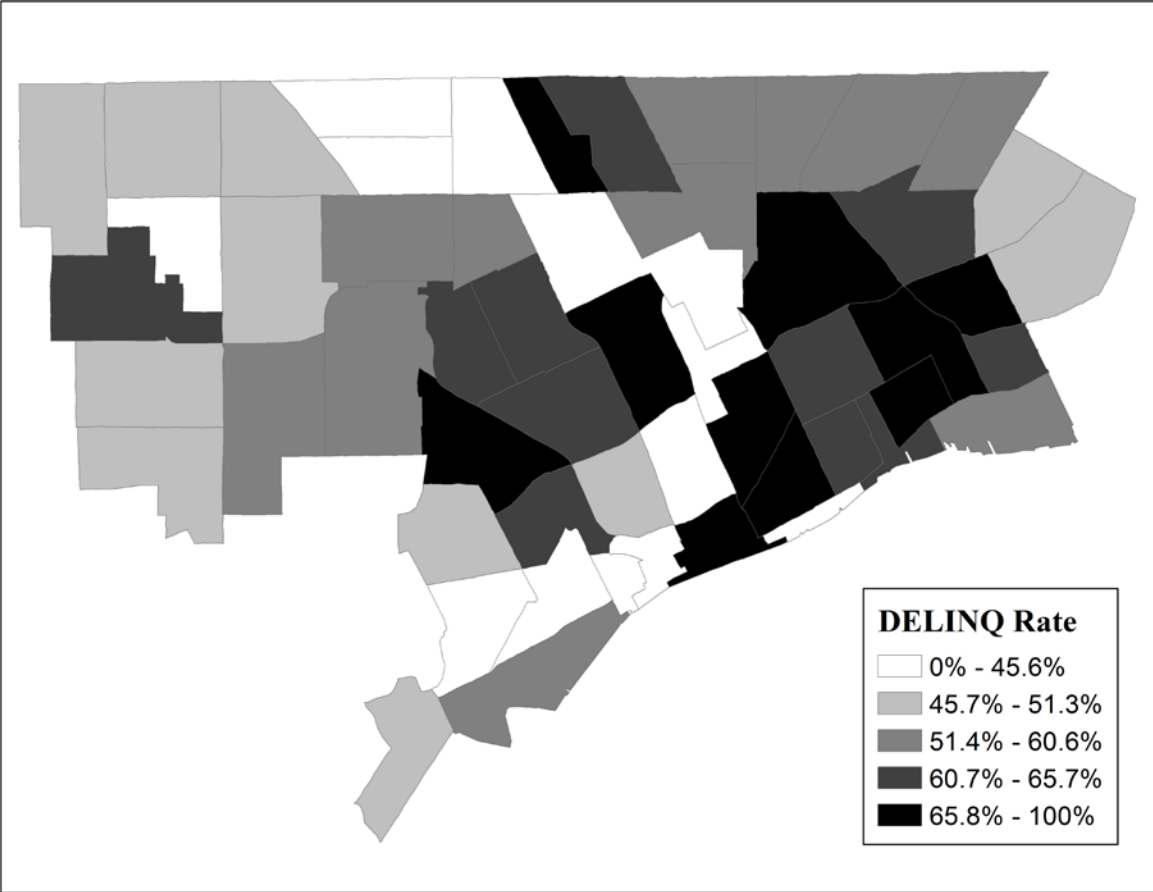 DELINQ Rate
0% - 45.6%
45.7% - 51.3%
51.4% - 60.6%
60.7% - 65.7%
65.8% - 100%